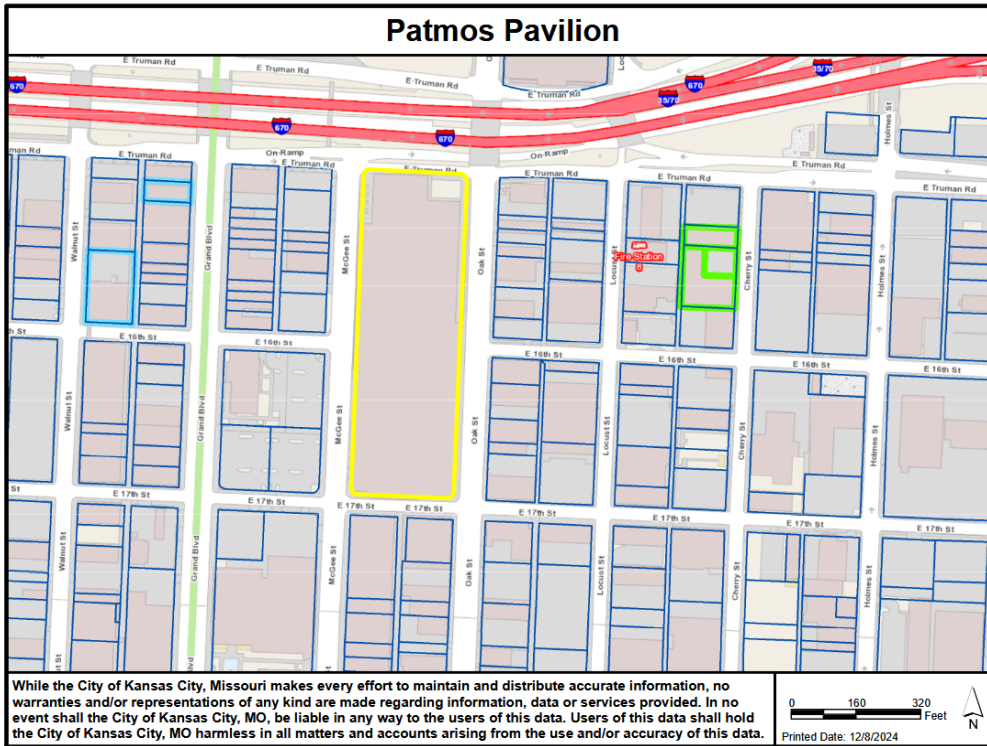 Patmos Pavilion
E Truman Rd
E Truman Rd
E Truman Rd
E Truman Rd
670
670
35/70
35/70
670
670
Holmes St
E Truman Rd
On-Ramp
E Truman Rd
On-Ramp
E Truman Rd
E Truman Rd
E Truman Rd
Walnut St
Grand Blvd
McGee St
Oak St
Locust St
Fire Station
8
Cherry St
Holmes St
E 16th St
E 16th St
E 16th St
E 16th St
E 16th St
Walnut St
Grand Blvd
McGee St
Oak St
Locust St
Cherry St
Holmes St
E 17th St
E 17th St
E 17th St
E 17th St
E 17th St
E 17th St
E 17th St
Walnut St
Grand Blvd
McGee St
Oak St
Locust St
Cherry St
Holmes St
While the City of Kansas City, Missouri makes every effort to maintain and distribute accurate information, no
warranties and/or representations of any kind are made regarding information, data or services provided. In no
event shall the City of Kansas City, MO, be liable in any way to the users of this data. Users of this data shall hold
the City of Kansas City, MO harmless in all matters and accounts arising from the use and/or accuracy of this data.
0 160 320
Feet
N
Printed Date: 12/8/2024